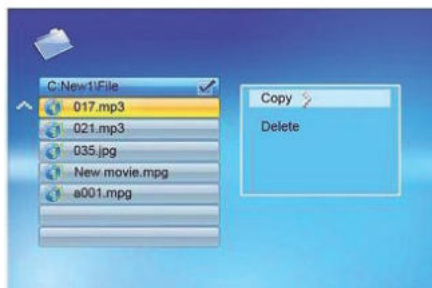 C:New1\File
017.mp3
021.mp3
035.jpg
New movie.mpg
a001.mpg
Copy
Delete